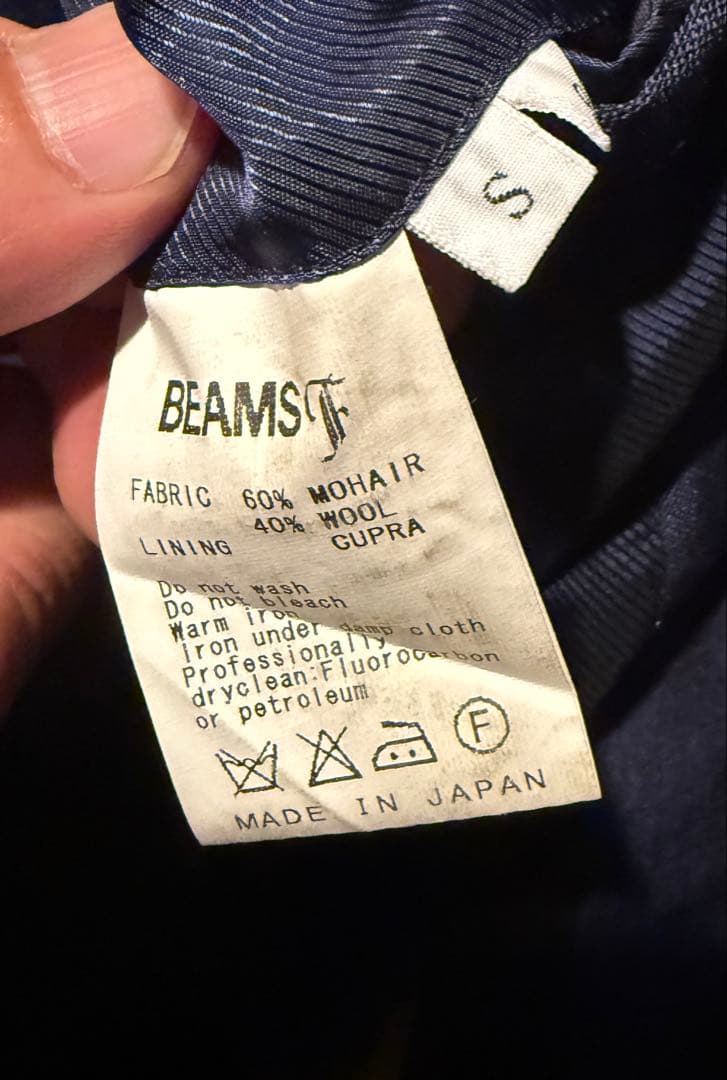 S
BEAMS F
FABRIC 60% MOHAIR
40% WOOL
LINING CUPRA
Do not wash
Do not bleach
Warm iron
Iron under damp cloth
Professionally
dryclean:Fluorocarbon
or petroleum
F
MADE IN JAPAN